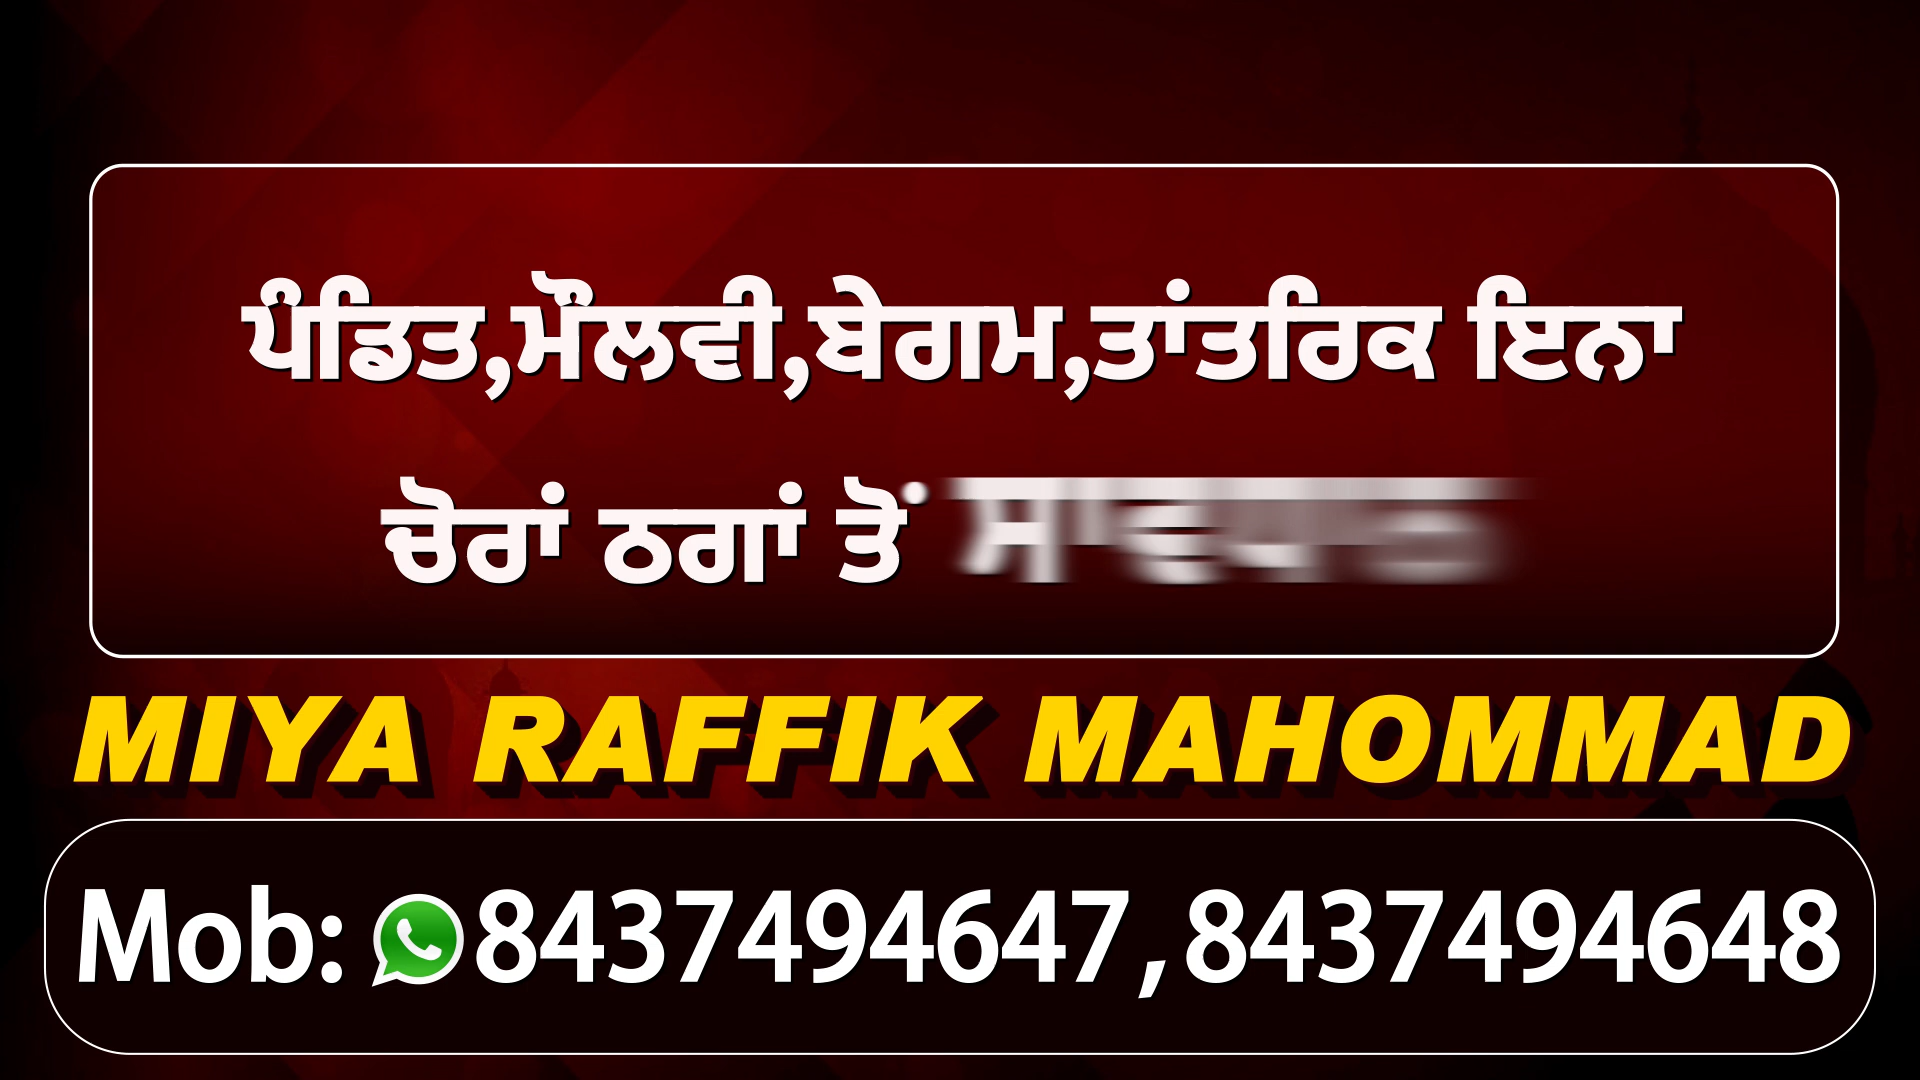 ਪੰਡਿਤ,ਮੌਲਵੀ,ਬੇਗਮ,ਤਾਂਤਰਿਕ ਇਨਾ
ਚੋਰਾਂ ਠਗਾਂ ਤੋਂ
MIYA RAFFIK MAHOMMAD
Mob: 8437494647, 8437494648